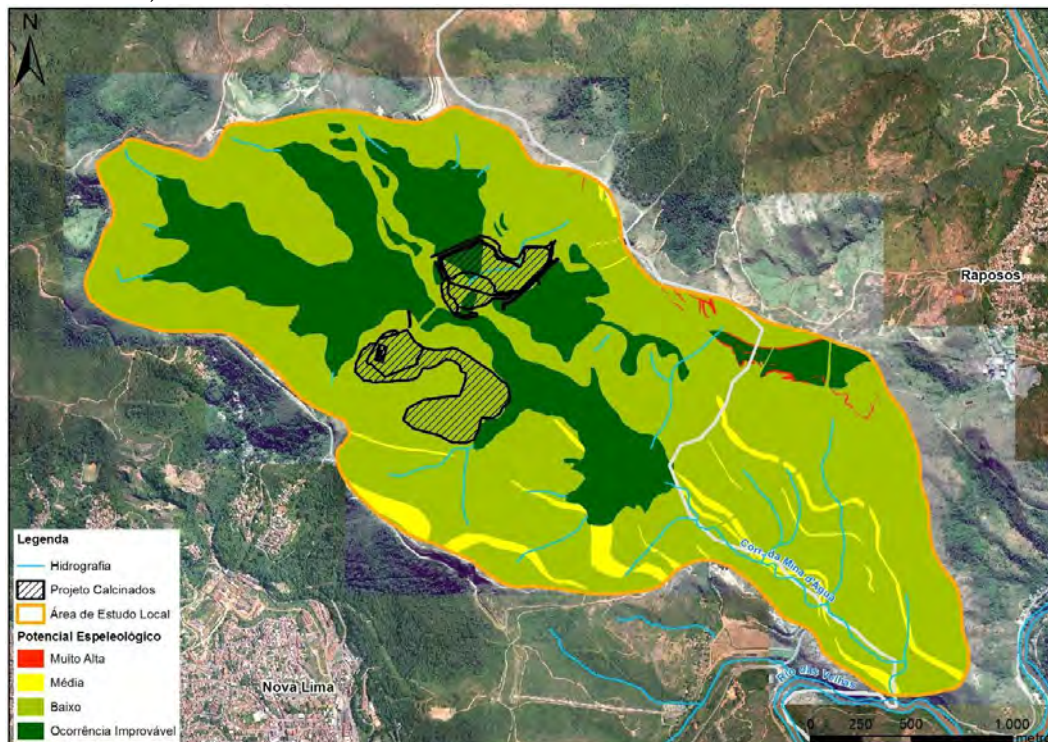 N
Raposos
Corr. da Mina d'Água
Rio das Velhas
Nova Lima
Legenda
Hidrografia
Projeto Calcinados
Área de Estudo Local
Potencial Espeleológico
Muito Alta
Média
Baixo
Ocorrência Improvável
0 250 500 1.000